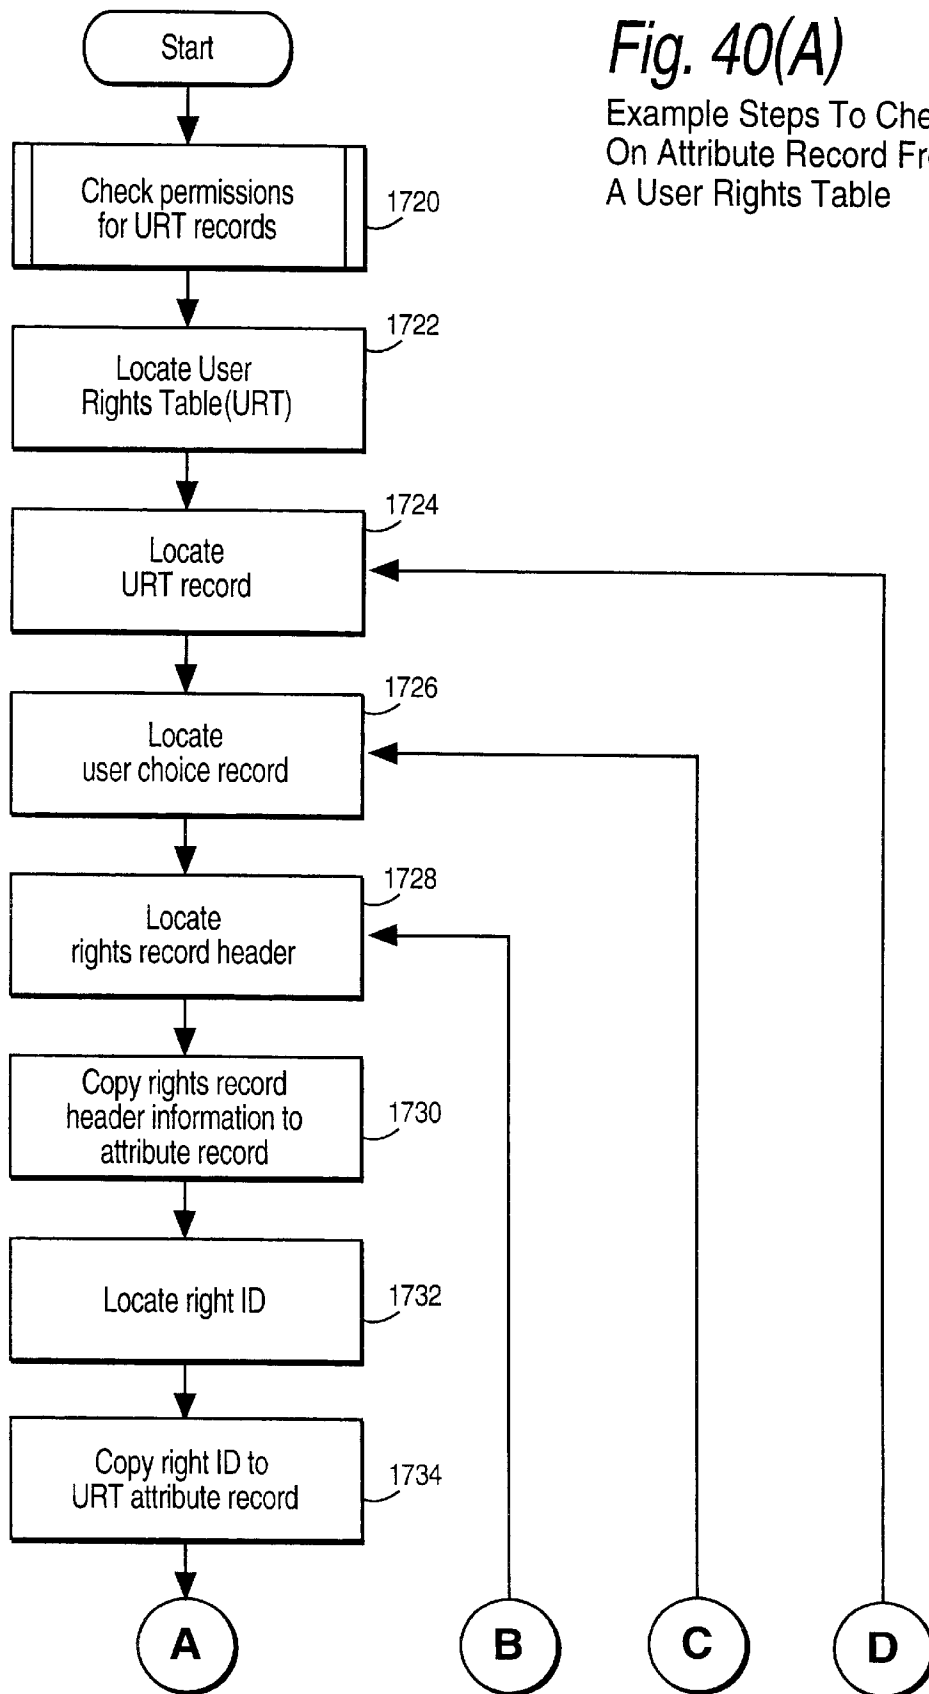 Start
Fig. 40(A)
Example Steps To Che
On Attribute Record Fr
A User Rights Table
Check permissions
for URT records
1720
1722
Locate User
Rights Table(URT)
1724
Locate
URT record
1726
Locate
user choice record
1728
Locate
rights record header
Copy rights record
header information to
attribute record
1730
Locate right ID
1732
Copy right ID to
URT attribute record
1734
A
B
C
D